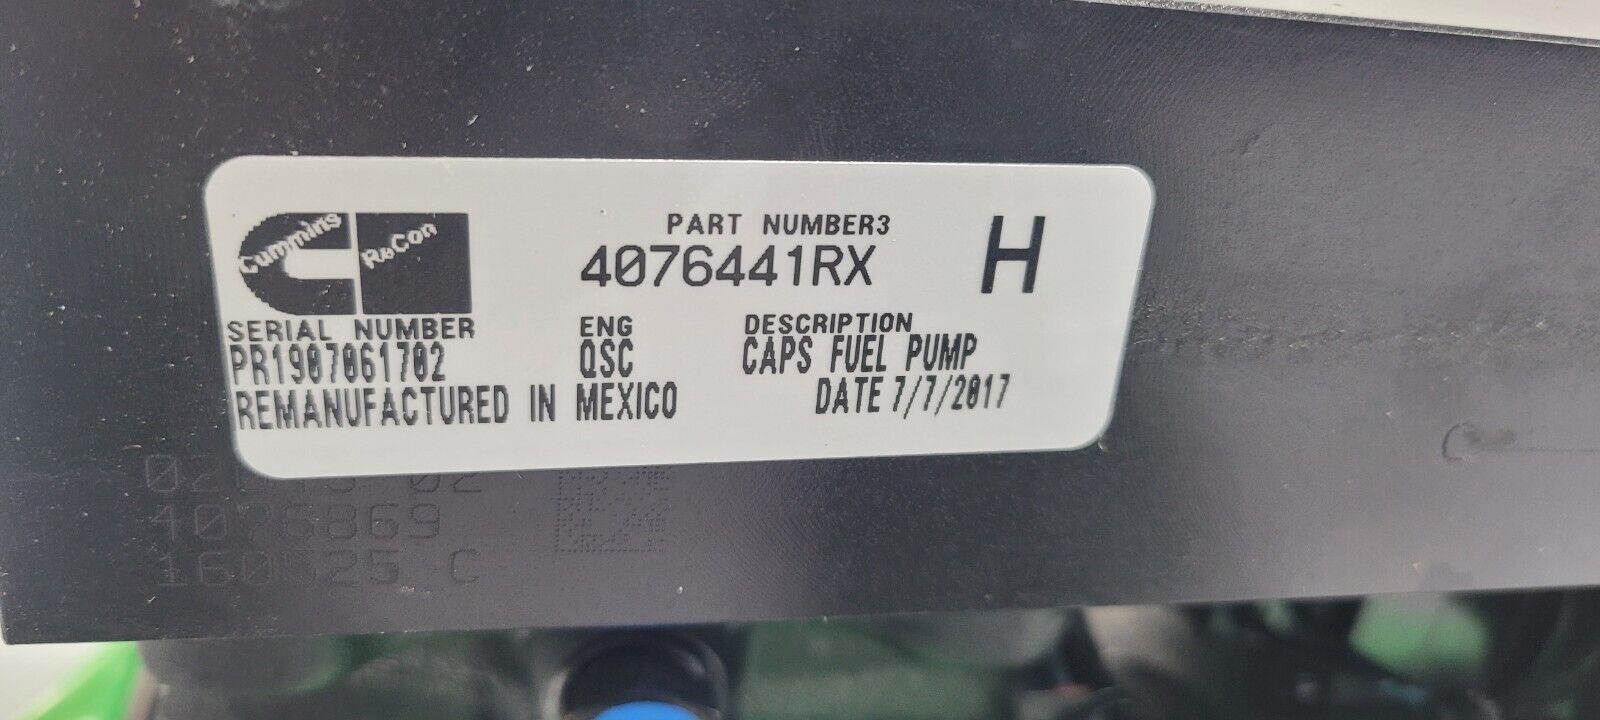 Cummins ReCon
PART NUMBER3
4076441RX
H
SERIAL NUMBER
PR1907061702
ENG
QSC
DESCRIPTION
CAPS FUEL PUMP
REMANUFACTURED IN MEXICO
DATE 7/7/2017
4076869
160525 C